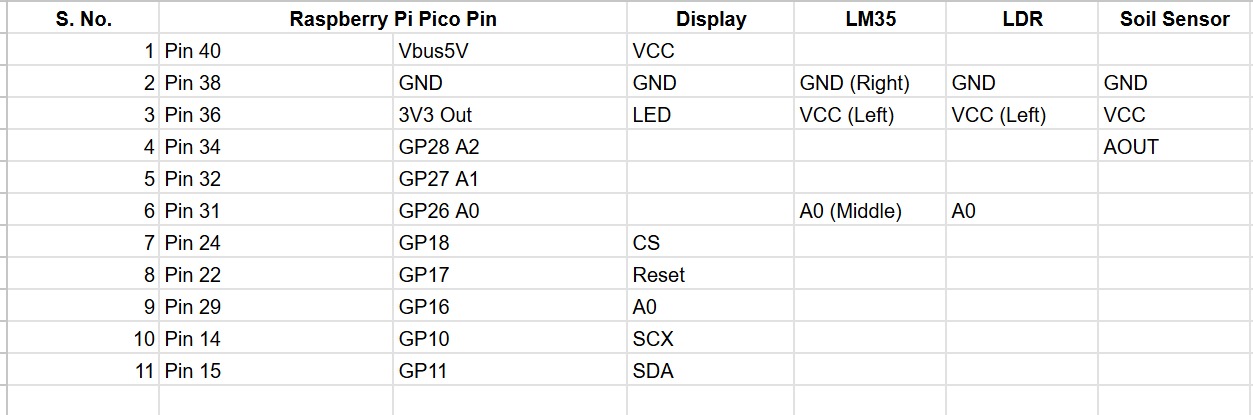 S. No. Raspberry Pi Pico Pin Display LM35 LDR Soil Sensor
1 Pin 40 Vbus5V VCC
2 Pin 38 GND GND GND (Right) GND GND
3 Pin 36 3V3 Out LED VCC (Left) VCC (Left) VCC
4 Pin 34 GP28 A2 AOUT
5 Pin 32 GP27 A1
6 Pin 31 GP26 A0 A0 (Middle) A0
7 Pin 24 GP18 CS
8 Pin 22 GP17 Reset
9 Pin 29 GP16 A0
10 Pin 14 GP10 SCX
11 Pin 15 GP11 SDA